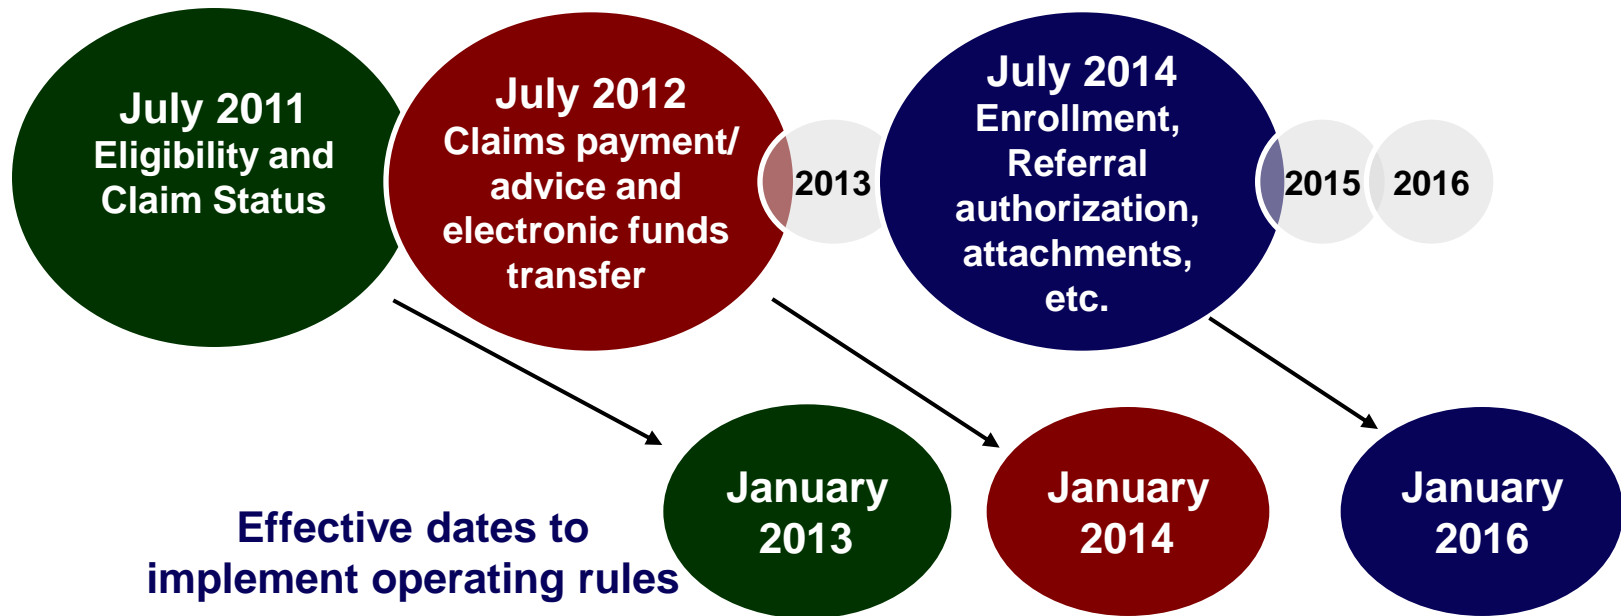 July 2011
Eligibility and
Claim Status
July 2012
Claims payment/
advice and
electronic funds
transfer
2013
July 2014
Enrollment,
Referral
authorization,
attachments,
etc.
2015
2016
Effective dates to
implement operating rules
January
2013
January
2014
January
2016